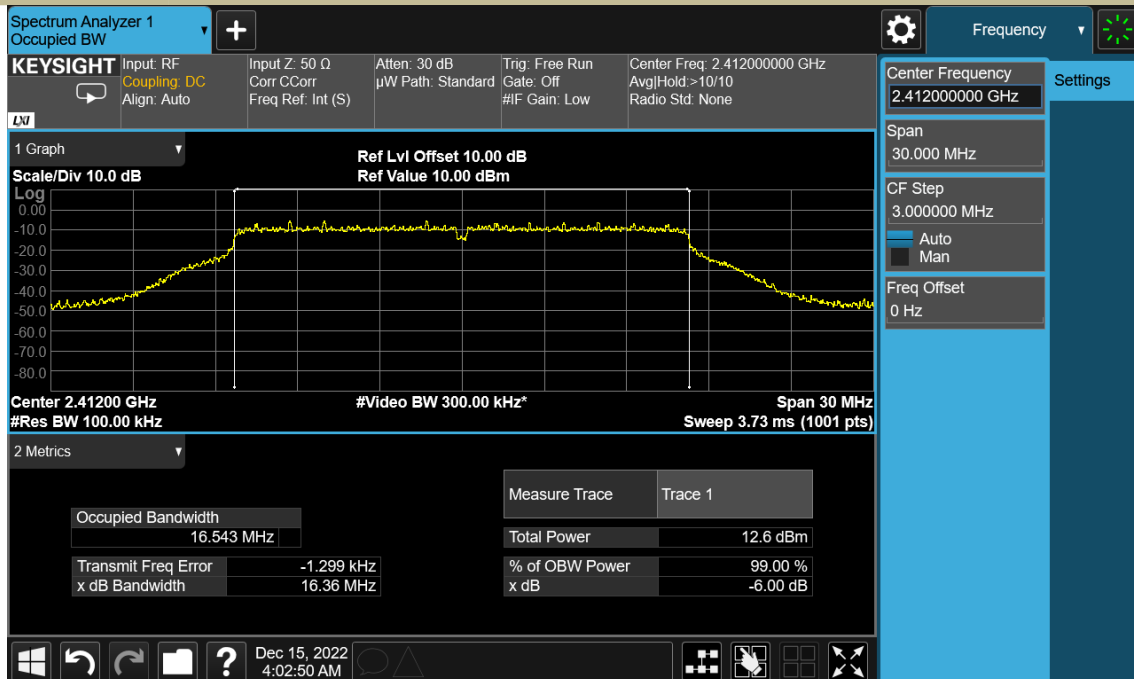 Spectrum Analyzer 1
Occupied BW
Frequency
KEYSIGHT
LXI
Input: RF
Coupling: DC
Align: Auto
Input Z: 50 Ω
Corr CCorr
Freq Ref: Int (S)
Atten: 30 dB
µW Path: Standard
Trig: Free Run
Gate: Off
#IF Gain: Low
Center Freq: 2.412000000 GHz
Avg|Hold:>10/10
Radio Std: None
Center Frequency
2.412000000 GHz
Settings
Span
30.000 MHz
CF Step
3.000000 MHz
Auto
Man
Freq Offset
0 Hz
1 Graph
Scale/Div 10.0 dB
Ref Lvl Offset 10.00 dB
Ref Value 10.00 dBm
Log
0.00
-10.0
-20.0
-30.0
-40.0
-50.0
-60.0
-70.0
-80.0
Center 2.41200 GHz
#Video BW 300.00 kHz*
Span 30 MHz
#Res BW 100.00 kHz
Sweep 3.73 ms (1001 pts)
2 Metrics
Measure Trace Trace 1
Occupied Bandwidth
16.543 MHz
Total Power 12.6 dBm
Transmit Freq Error -1.299 kHz
% of OBW Power 99.00 %
x dB Bandwidth 16.36 MHz
x dB -6.00 dB
?
Dec 15, 2022
4:02:50 AM